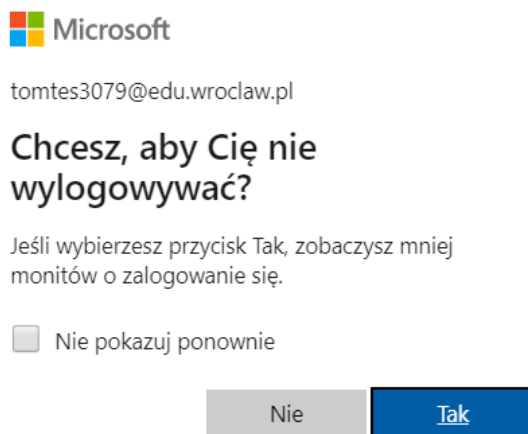 Microsoft
tomtes3079@edu.wroclaw.pl
Chcesz, aby Cię nie
wylogowywać?
Jeśli wybierzesz przycisk Tak, zobaczysz mniej
monitów o zalogowanie się.
Nie pokazuj ponownie
Nie
Tak